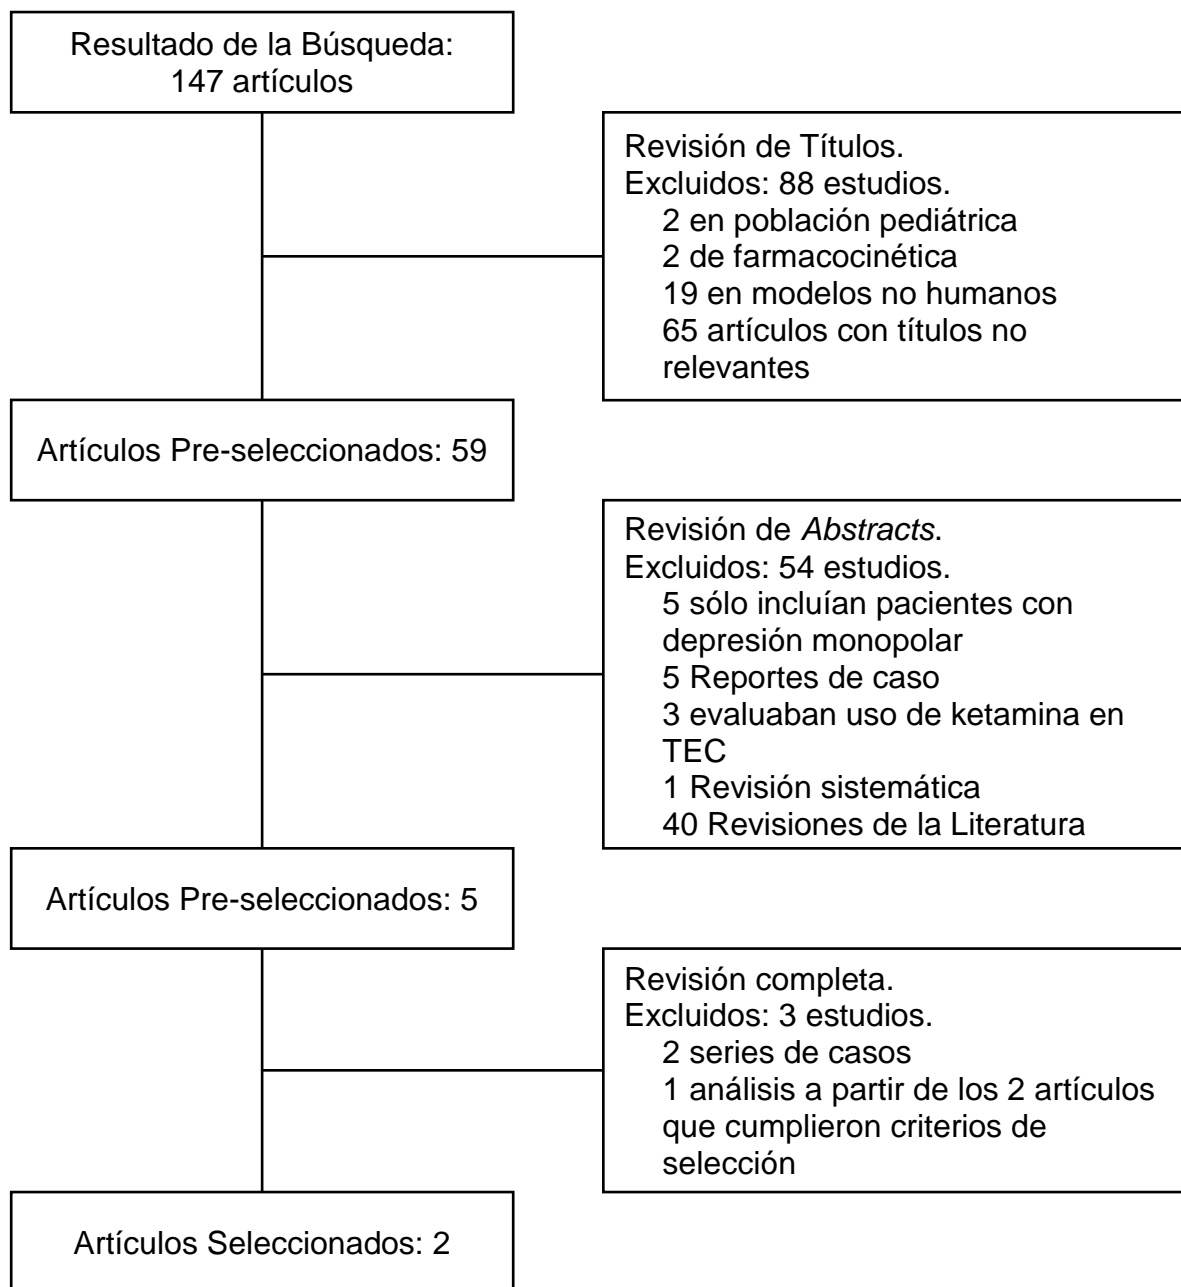 Resultado de la Búsqueda:
147 artículos
Revisión de Títulos.
Excluidos: 88 estudios.
2 en población pediátrica
2 de farmacocinética
19 en modelos no humanos
65 artículos con títulos no
relevantes
Artículos Pre-seleccionados: 59
Revisión de Abstracts.
Excluidos: 54 estudios.
5 sólo incluían pacientes con
depresión monopolar
5 Reportes de caso
3 evaluaban uso de ketamina en
TEC
1 Revisión sistemática
40 Revisiones de la Literatura
Artículos Pre-seleccionados: 5
Revisión completa.
Excluidos: 3 estudios.
2 series de casos
1 análisis a partir de los 2 artículos
que cumplieron criterios de
selección
Artículos Seleccionados: 2